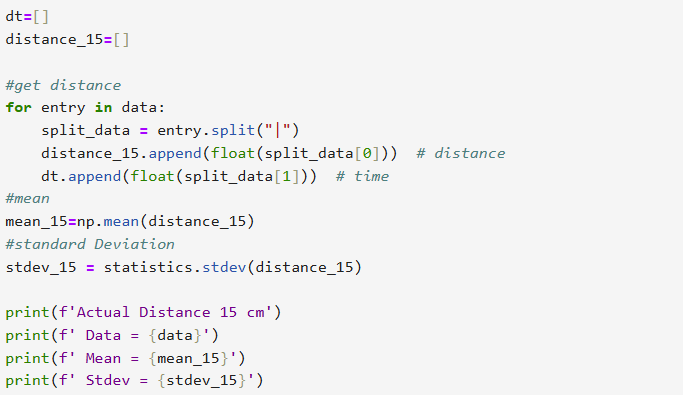 dt=[]
distance_15=[]
#get distance
for entry in data:
    split_data = entry.split("|")
    distance_15.append(float(split_data[0]))  # distance
    dt.append(float(split_data[1]))  # time
#mean
mean_15=np.mean(distance_15)
#standard Deviation
stdev_15 = statistics.stdev(distance_15)
print(f'Actual Distance 15 cm')
print(f' Data = {data}')
print(f' Mean = {mean_15}')
print(f' Stdev = {stdev_15}')